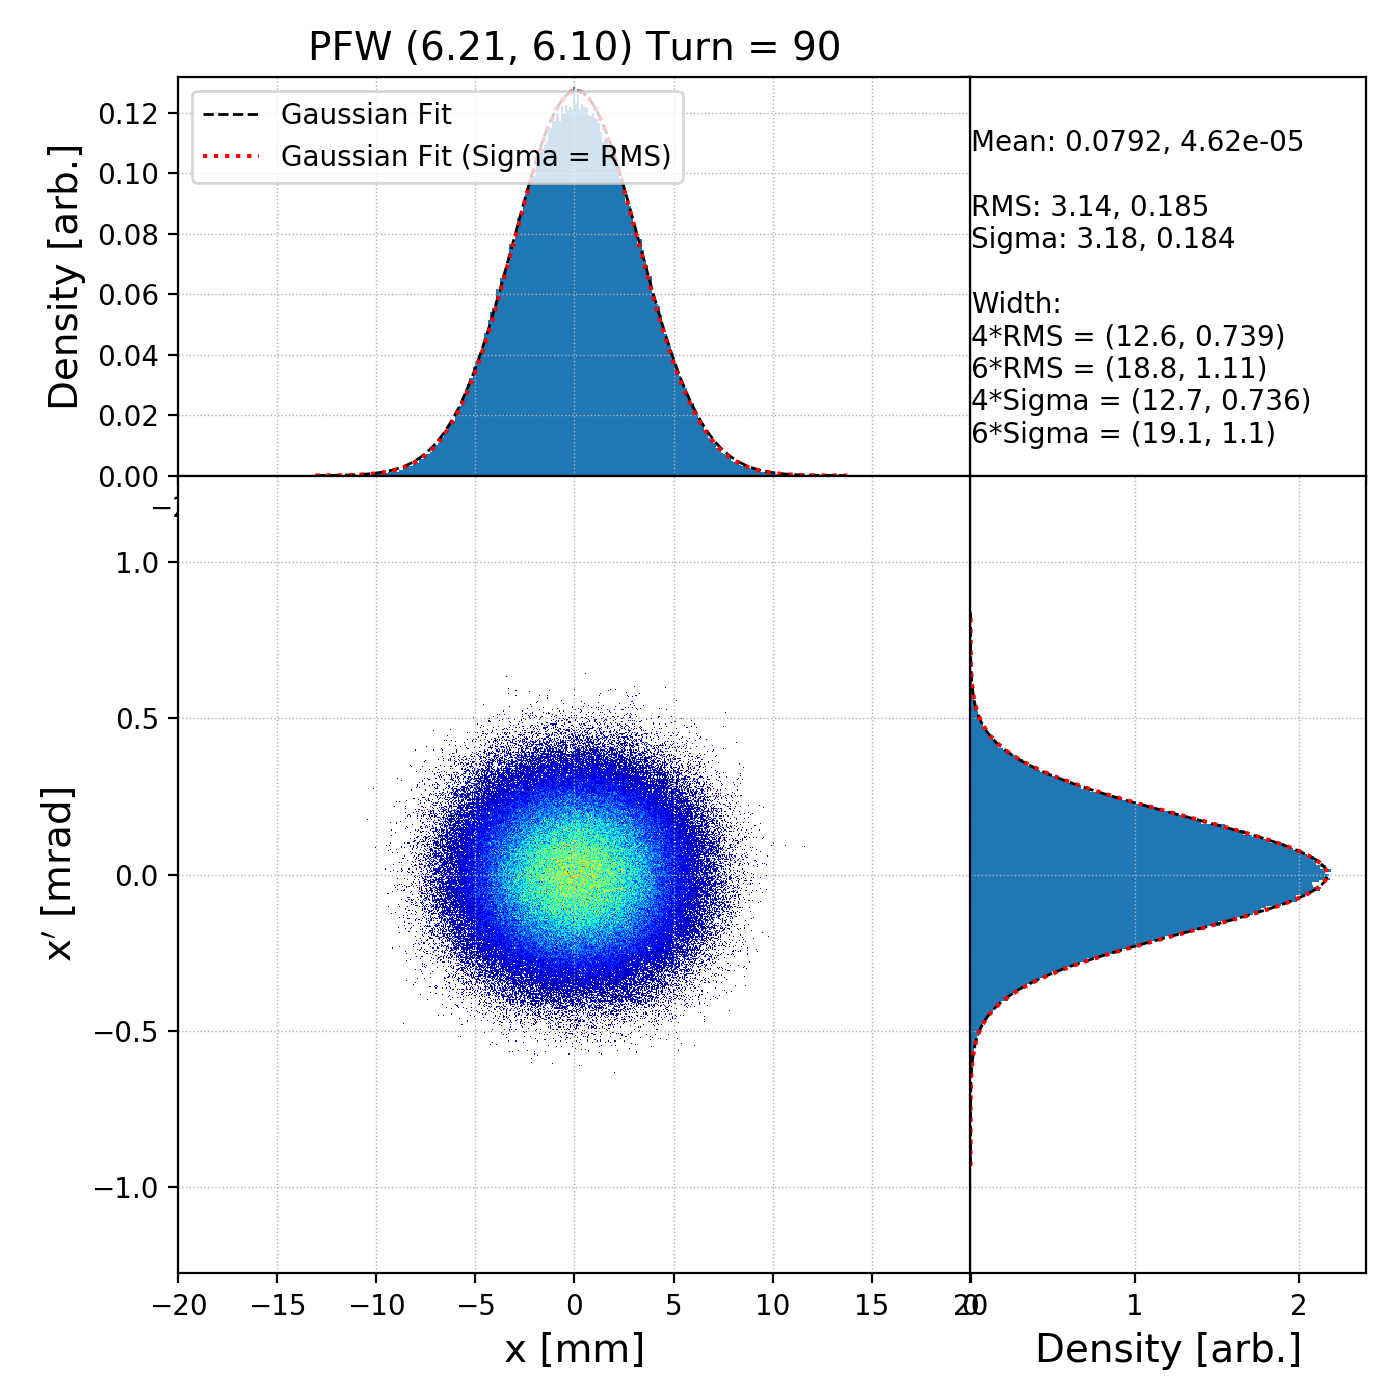 PFW (6.21, 6.10) Turn = 90
Gaussian Fit
Gaussian Fit (Sigma = RMS)
Density [arb.]
0.12
0.10
0.08
0.06
0.04
0.02
0.00
Mean: 0.0792, 4.62e-05
RMS: 3.14, 0.185
Sigma: 3.18, 0.184
Width:
4*RMS = (12.6, 0.739)
6*RMS = (18.8, 1.11)
4*Sigma = (12.7, 0.736)
6*Sigma = (19.1, 1.1)
x′ [mrad]
1.0
0.5
0.0
−0.5
−1.0
−20 −15 −10 −5 0 5 10 15 20
x [mm]
0 1 2
Density [arb.]